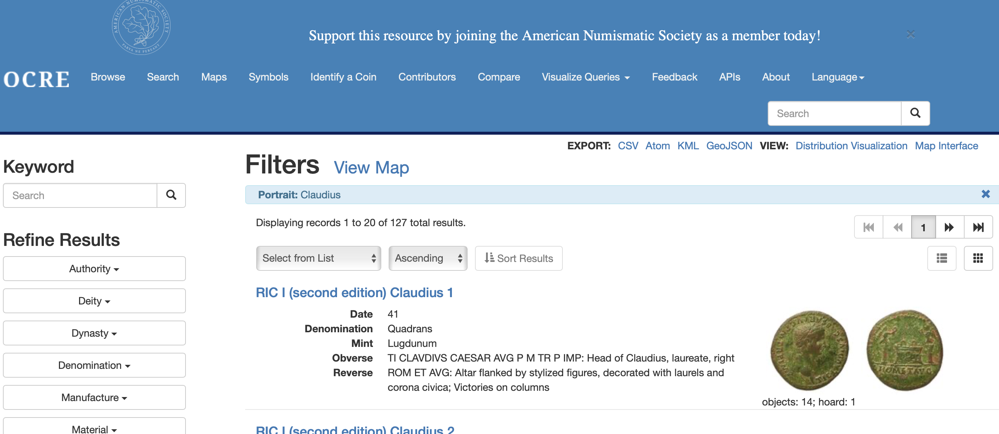 AMERICAN NUMISMATIC SOCIETY
PARVA NE PEREANT
Support this resource by joining the American Numismatic Society as a member today!
OCRE Browse Search Maps Symbols Identify a Coin Contributors Compare Visualize Queries Feedback APIs About Language
Search
EXPORT: CSV Atom KML GeoJSON VIEW: Distribution Visualization Map Interface
Keyword
Search
Refine Results
Authority
Deity
Dynasty
Denomination
Manufacture
Material
Filters View Map
Portrait: Claudius
Displaying records 1 to 20 of 127 total results.
1
Select from List Ascending Sort Results
RIC I (second edition) Claudius 1
Date 41
Denomination Quadrans
Mint Lugdunum
Obverse TI CLAVDIVS CAESAR AVG P M TR P IMP: Head of Claudius, laureate, right
Reverse ROM ET AVG: Altar flanked by stylized figures, decorated with laurels and
corona civica; Victories on columns
ROM ET AVG
objects: 14; hoard: 1
RIC I (second edition) Claudius 2